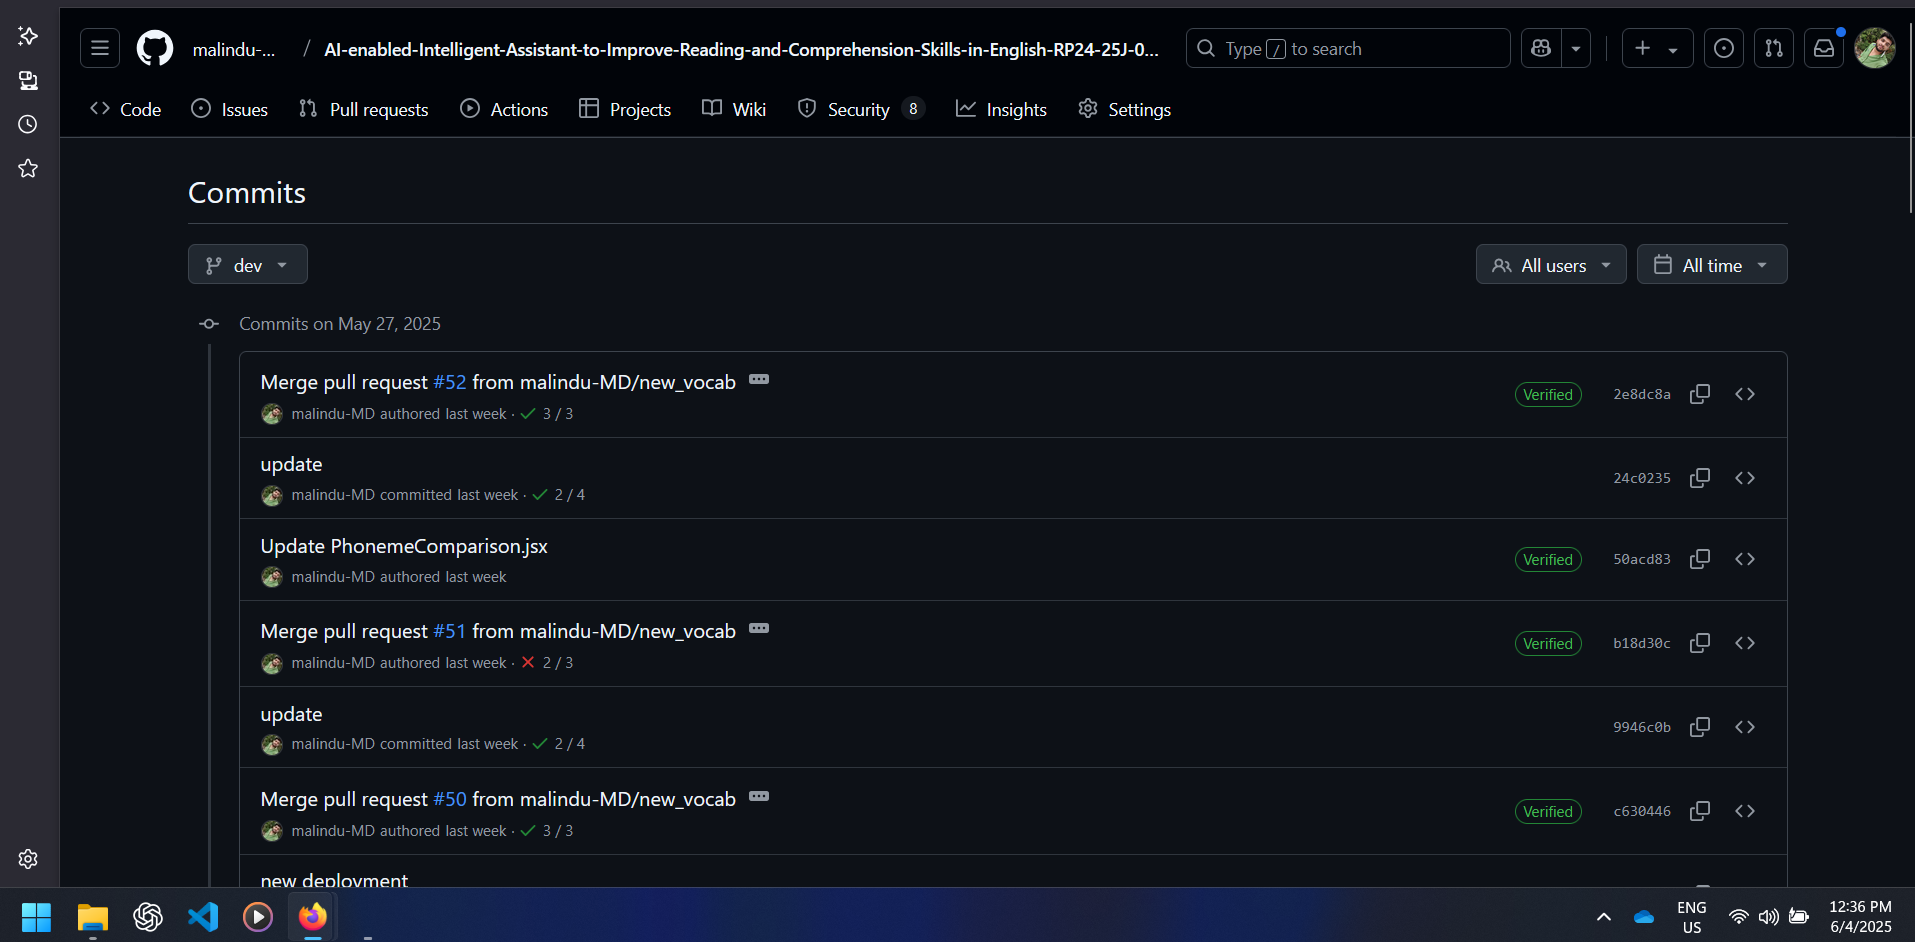 malindu-... / AI-enabled-Intelligent-Assistant-to-Improve-Reading-and-Comprehension-Skills-in-English-RP24-25J-0... Type / to search
Code Issues Pull requests Actions Projects Wiki Security 8 Insights Settings
Commits
dev All users All time
Commits on May 27, 2025
Merge pull request #52 from malindu-MD/new_vocab
malindu-MD authored last week · 3 / 3
Verified 2e8dc8a
update
malindu-MD committed last week · 2 / 4
24c0235
Update PhonemeComparison.jsx
malindu-MD authored last week
Verified 50acd83
Merge pull request #51 from malindu-MD/new_vocab
malindu-MD authored last week · 2 / 3
Verified b18d30c
update
malindu-MD committed last week · 2 / 4
9946c0b
Merge pull request #50 from malindu-MD/new_vocab
malindu-MD authored last week · 3 / 3
Verified c630446
new deployment
ENG
US
12:36 PM
6/4/2025